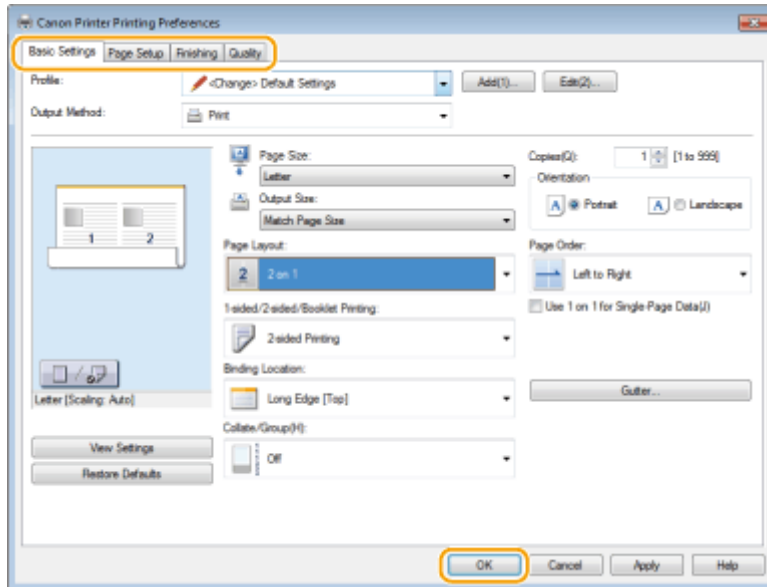 Canon Printer Printing Preferences
Basic Settings Page Setup Finishing Quality
Profile: <Change> Default Settings Add(1)... Edit(2)...
Output Method: Print
Page Size:
Letter
Output Size:
Match Page Size
Copies(Q): 1 [1 to 999]
Orientation
A Portrait A Landscape
Page Layout:
2 2 on 1
Page Order:
Left to Right
Use 1 on 1 for Single-Page Data(J)
1 2
1-sided/2-sided/Booklet Printing:
2-sided Printing
Binding Location:
Long Edge [Top]
Gutter...
Letter [Scaling: Auto]
Collate/Group(H):
Off
View Settings
Restore Defaults
OK Cancel Apply Help